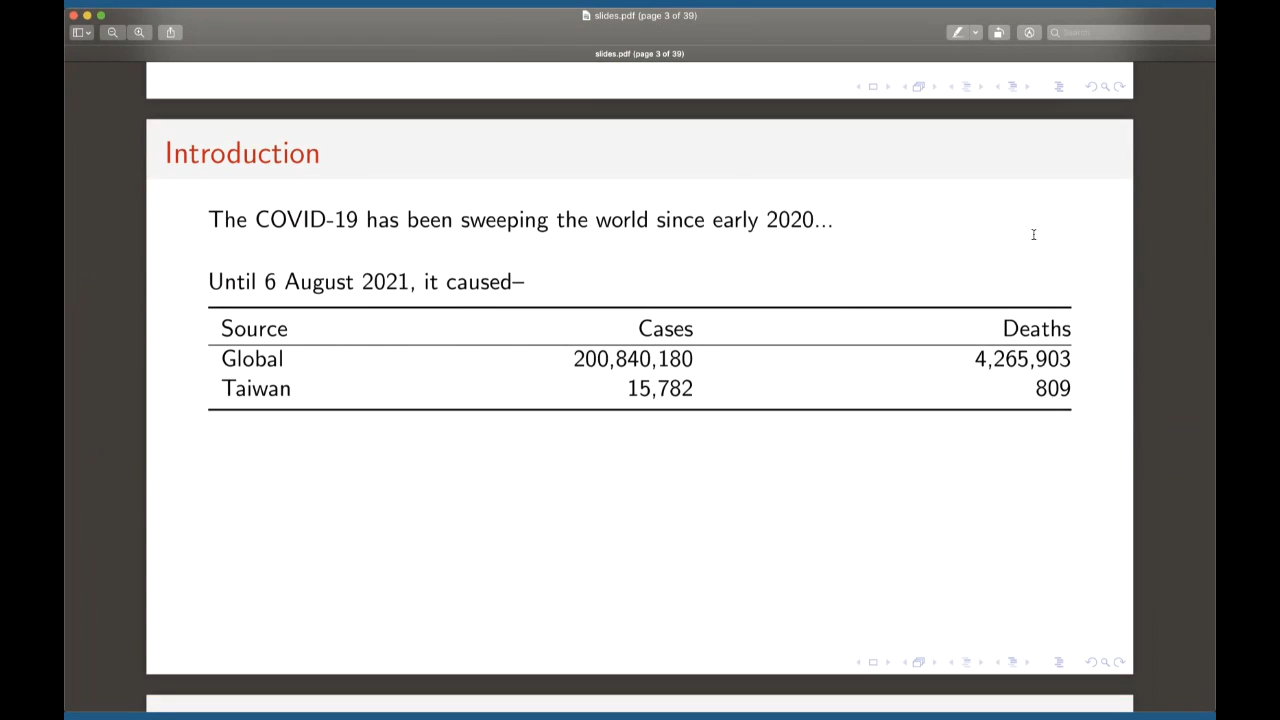 slides.pdf (page 3 of 39)
Search
slides.pdf (page 3 of 39)
Introduction
The COVID-19 has been sweeping the world since early 2020...
Until 6 August 2021, it caused–
Source Cases Deaths
Global 200,840,180 4,265,903
Taiwan 15,782 809